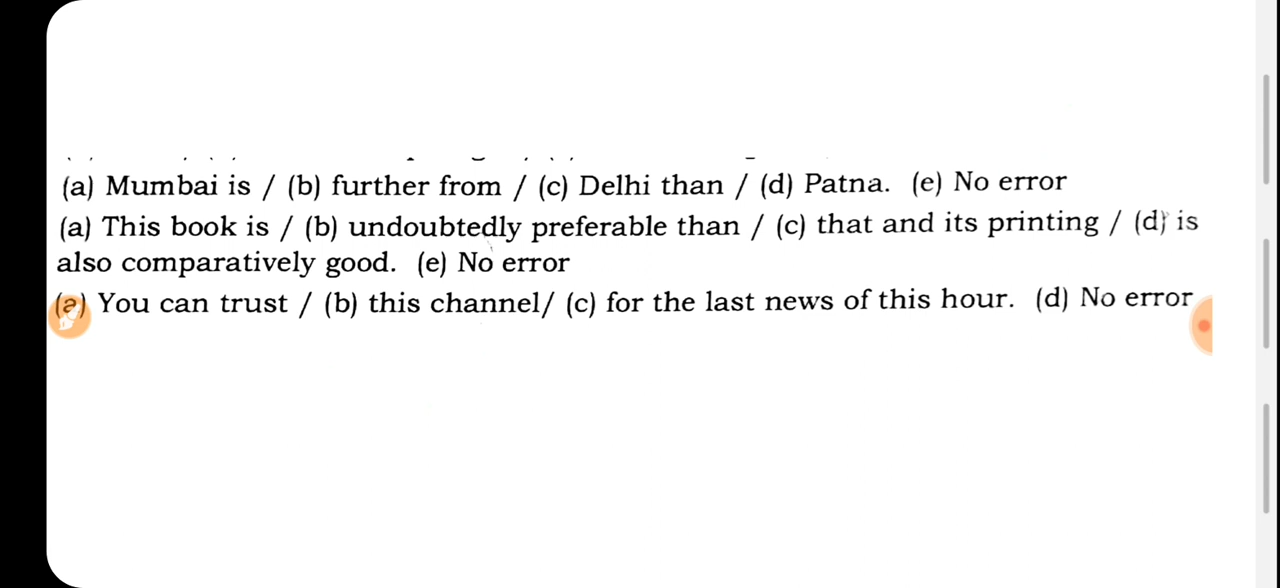 (a) Mumbai is / (b) further from / (c) Delhi than / (d) Patna. (e) No error
(a) This book is / (b) undoubtedly preferable than / (c) that and its printing / (d) is
also comparatively good. (e) No error
(a) You can trust / (b) this channel/ (c) for the last news of this hour. (d) No error